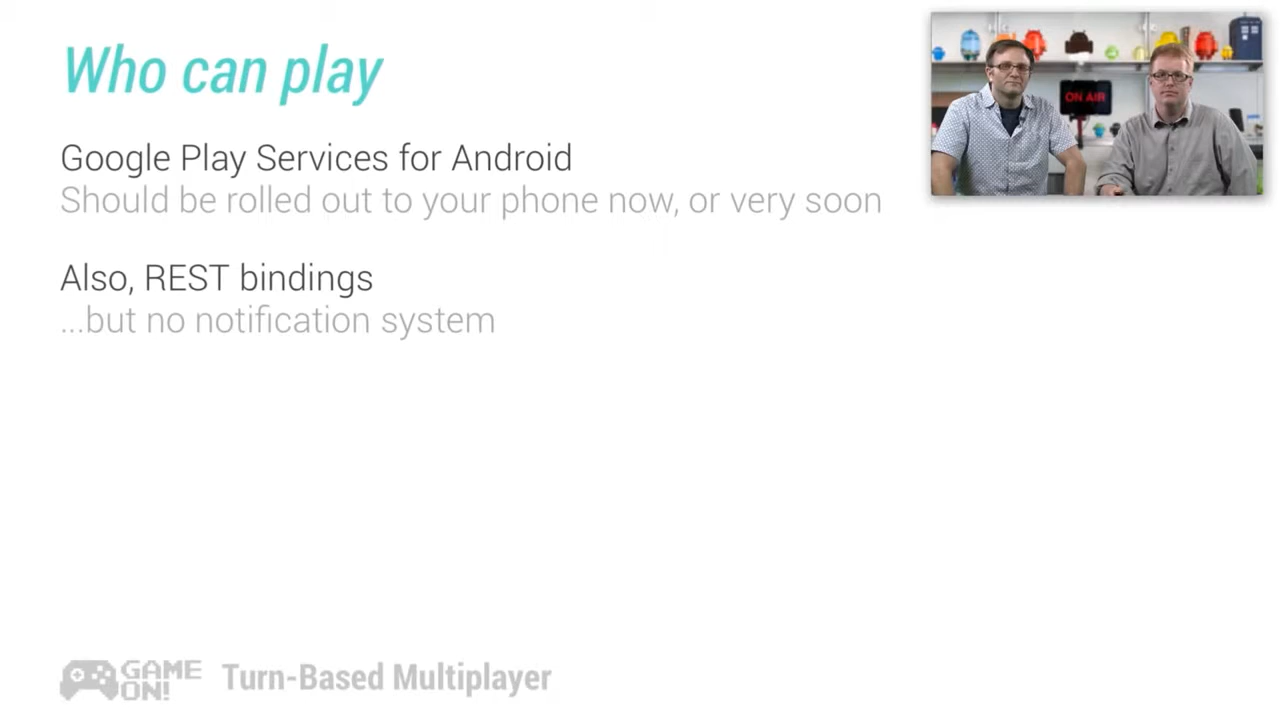 Who can play
ON AIR
Google Play Services for Android
Should be rolled out to your phone now, or very soon
Also, REST bindings
...but no notification system
GAME
ON!
Turn-Based Multiplayer